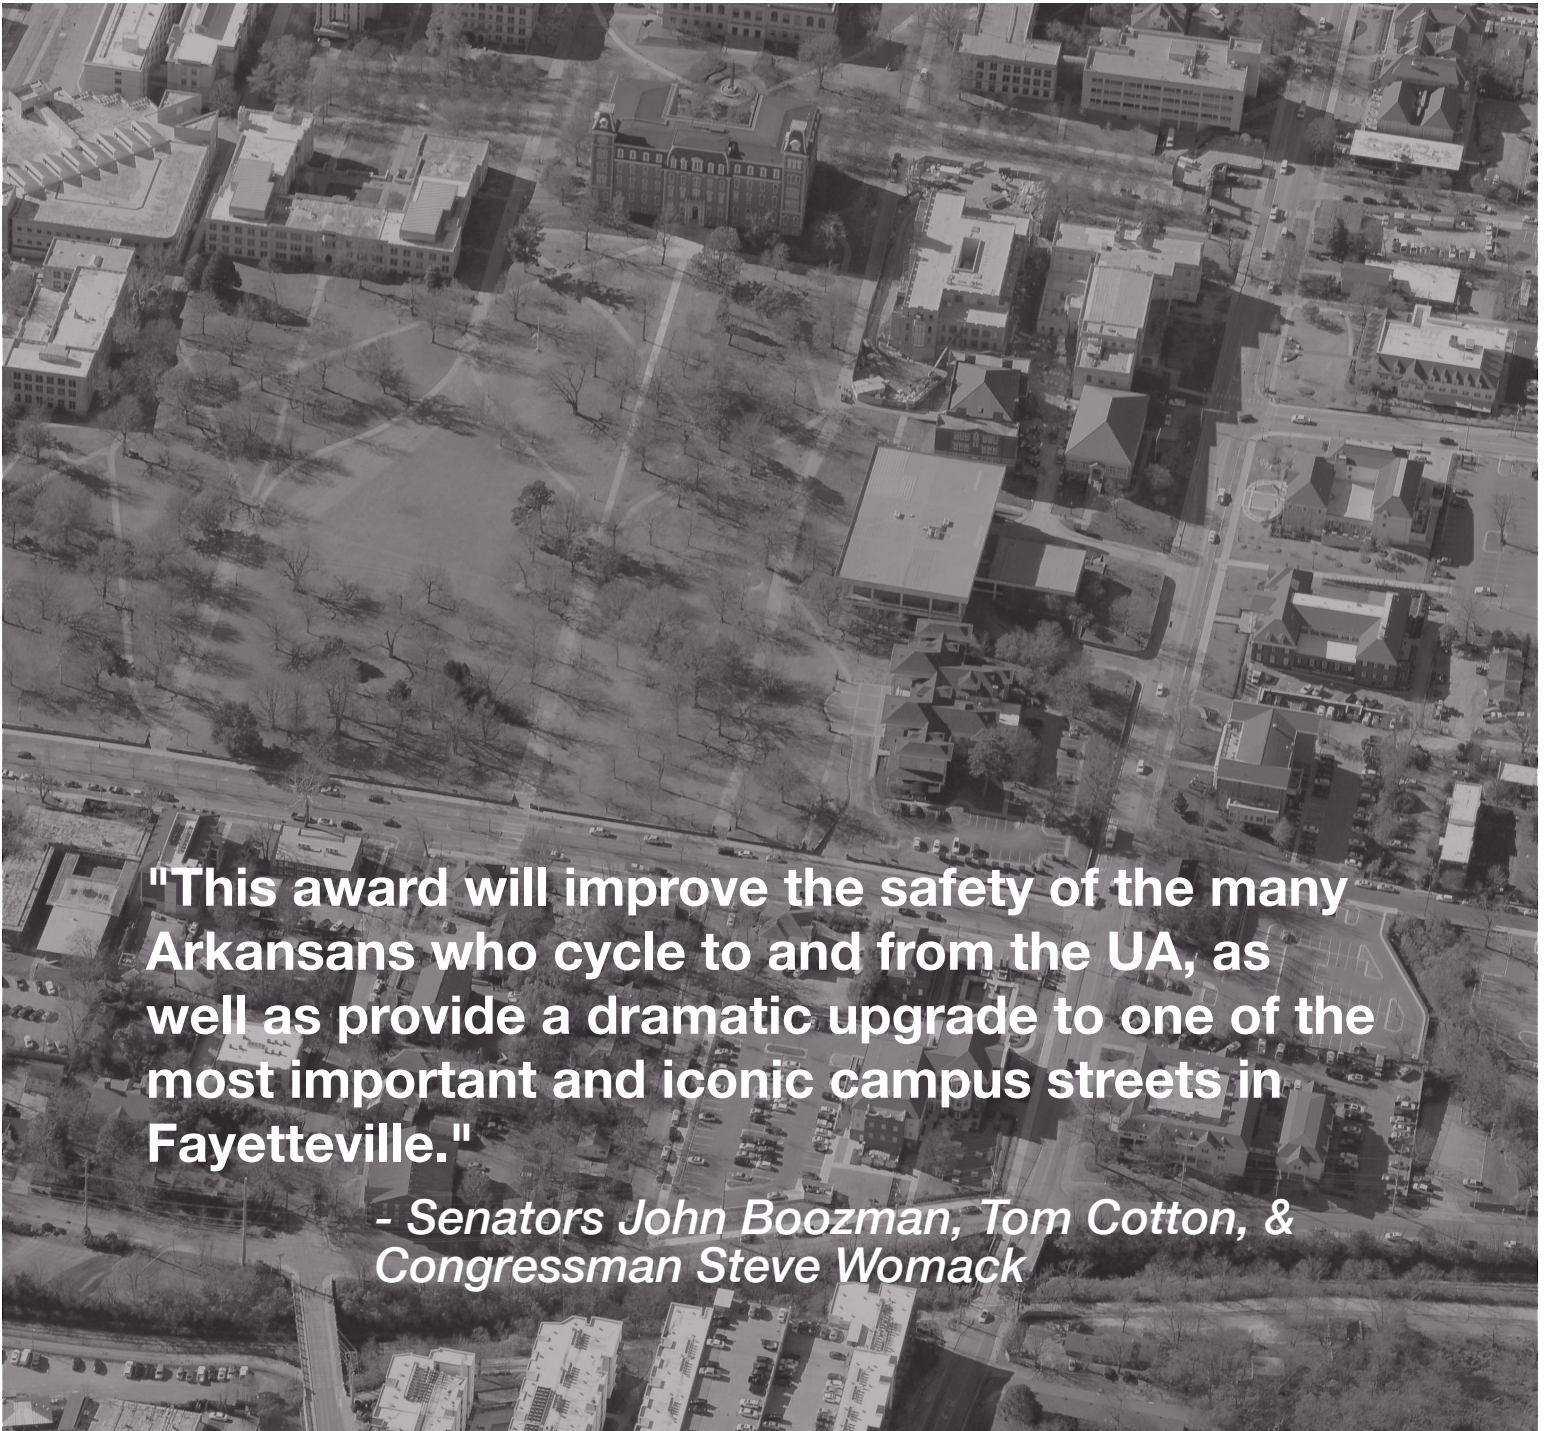 "This award will improve the safety of the many
Arkansans who cycle to and from the UA, as
well as provide a dramatic upgrade to one of the
most important and iconic campus streets in
Fayetteville."
- Senators John Boozman, Tom Cotton, &
Congressman Steve Womack